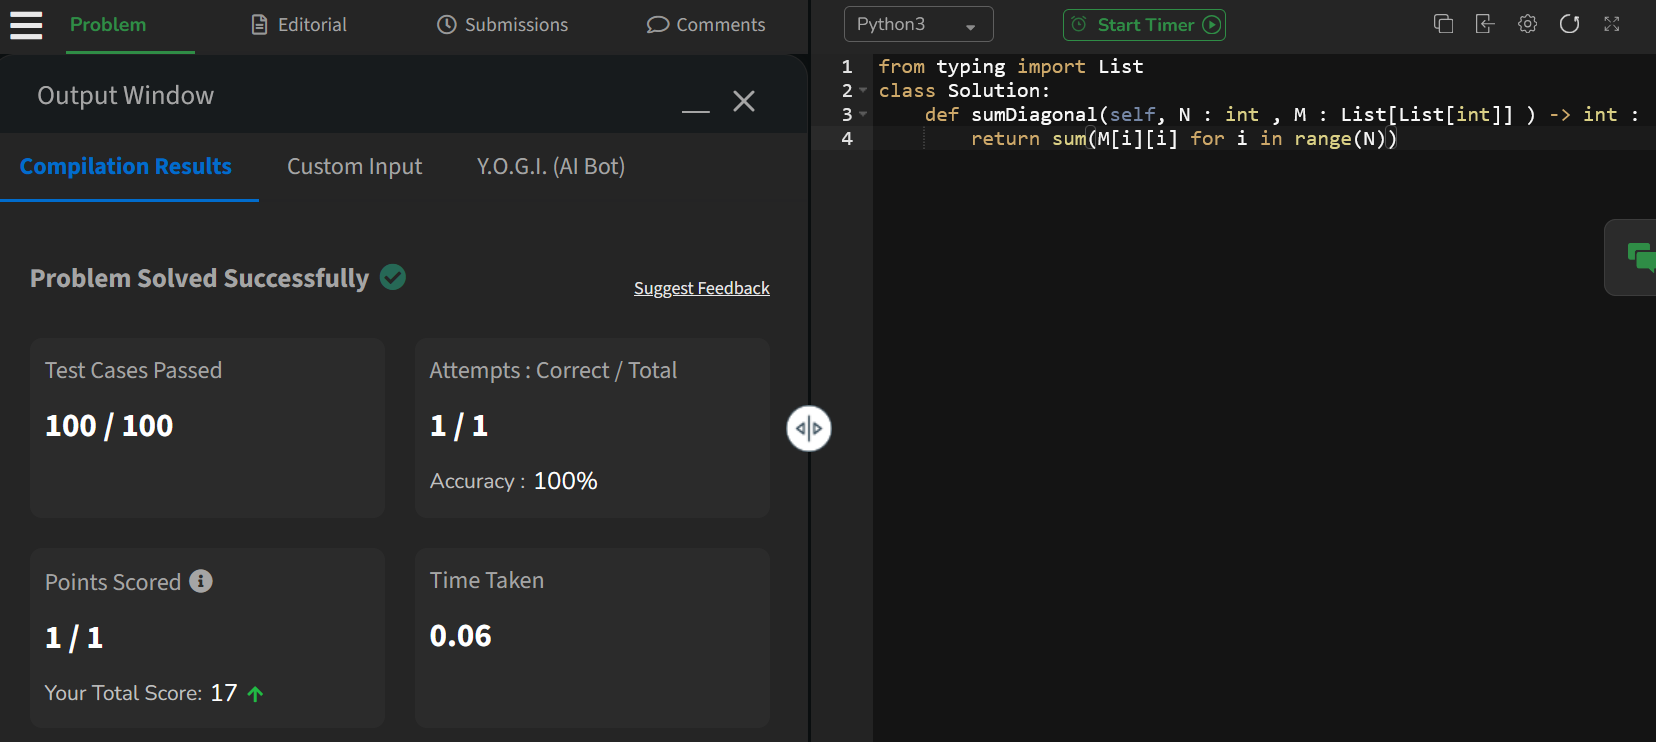 Problem Editorial Submissions Comments
Output Window
Compilation Results Custom Input Y.O.G.I. (AI Bot)
Problem Solved Successfully
Suggest Feedback
Test Cases Passed
100 / 100
Attempts : Correct / Total
1 / 1
Accuracy : 100%
Points Scored
1 / 1
Your Total Score: 17
Time Taken
0.06
Python3 Start Timer
1 from typing import List
2 class Solution:
3     def sumDiagonal(self, N : int , M : List[List[int]] ) -> int :
4         return sum(M[i][i] for i in range(N))